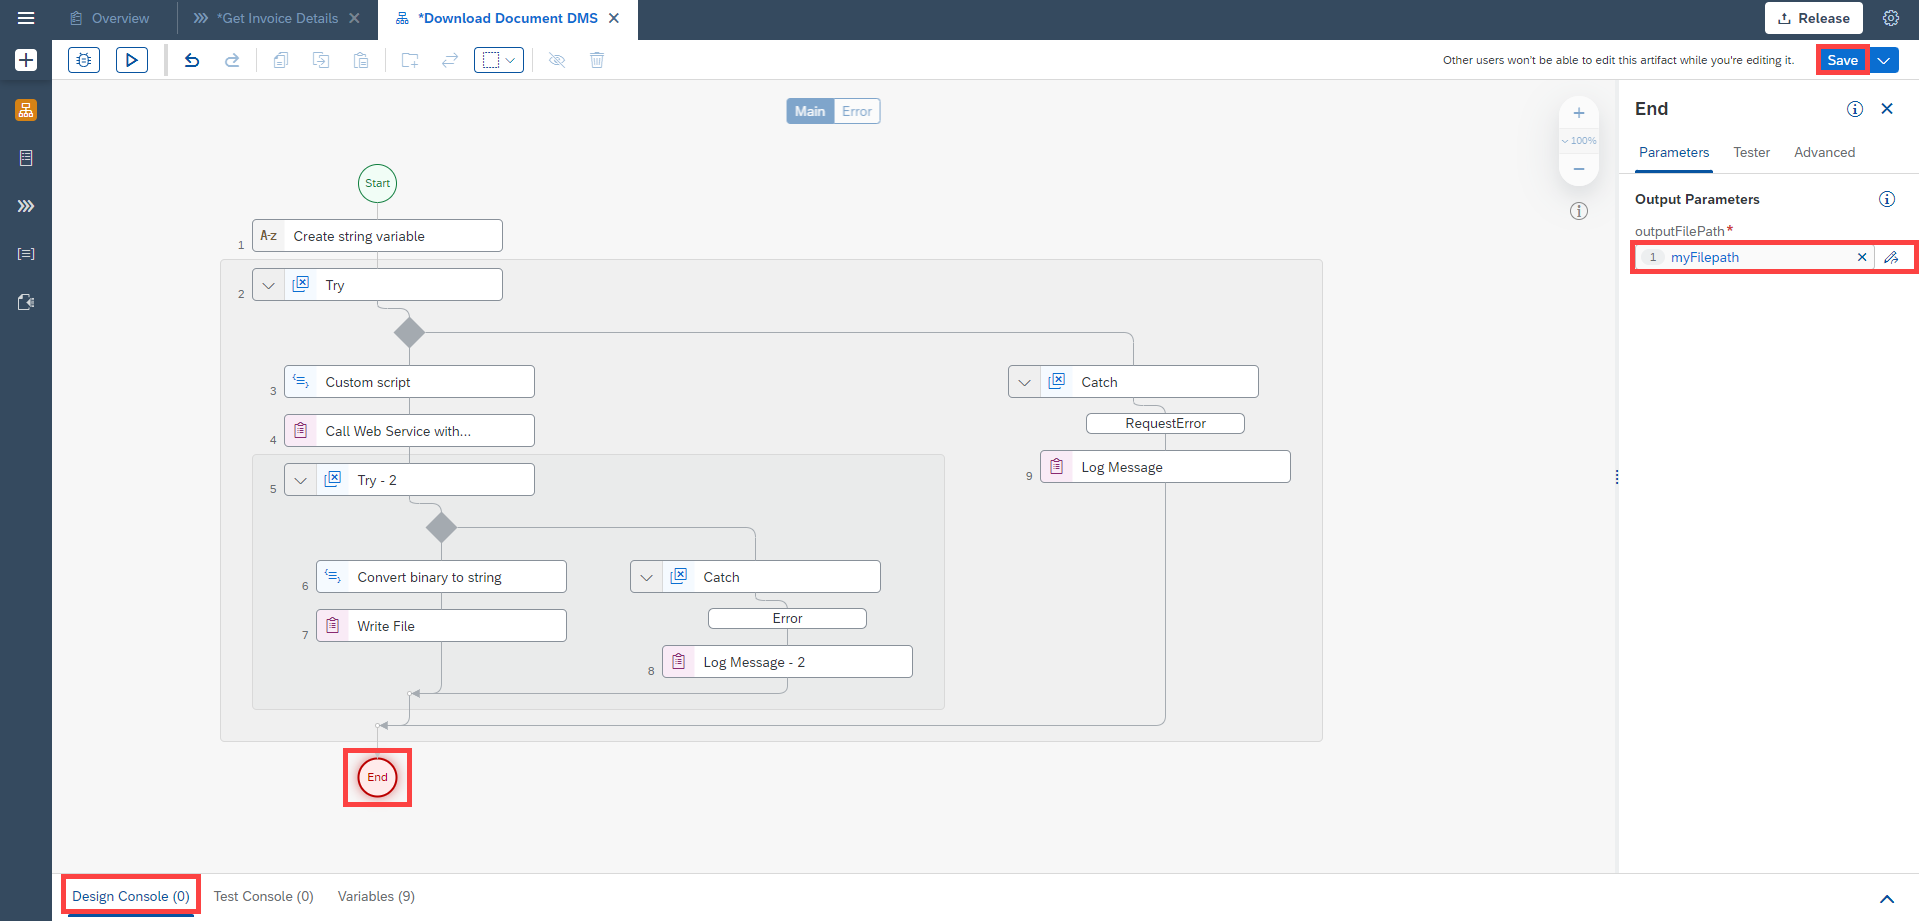 Overview
*Get Invoice Details
*Download Document DMS
Release
Other users won't be able to edit this artifact while you're editing it.
Save
Main
Error
100%
End
Parameters
Tester
Advanced
Output Parameters
outputFilePath*
1
myFilepath
Start
1
A-z
Create string variable
2
Try
3
Custom script
Catch
RequestError
4
Call Web Service with...
9
Log Message
5
Try - 2
6
Convert binary to string
Catch
Error
7
Write File
8
Log Message - 2
End
Design Console (0)
Test Console (0)
Variables (9)